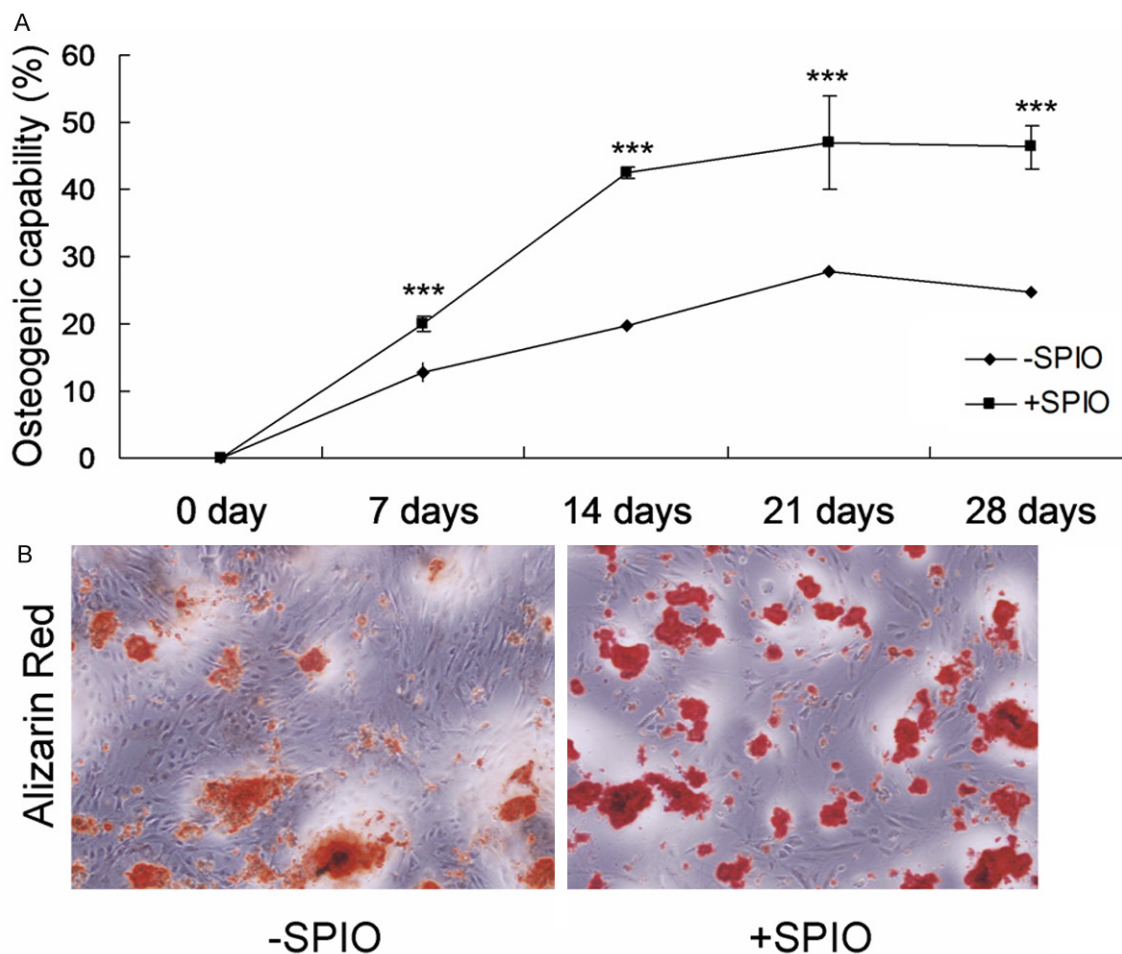 A
Osteogenic capability (%)
60
50
40
30
20
10
0
***
***
***
***
-SPIO
+SPIO
0 day 7 days 14 days 21 days 28 days
B
Alizarin Red
-SPIO +SPIO